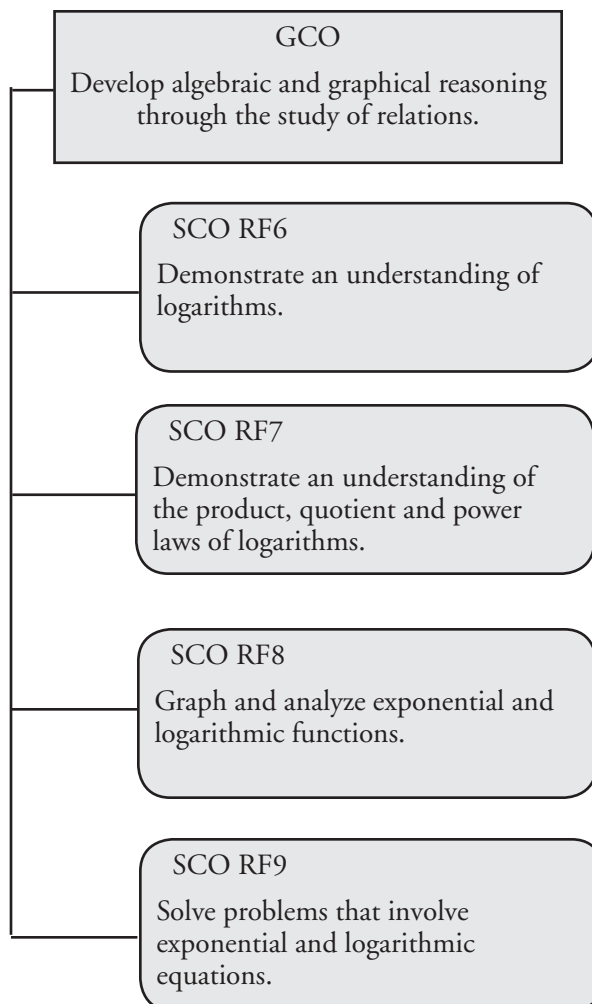 GCO
Develop algebraic and graphical reasoning
through the study of relations.
SCO RF6
Demonstrate an understanding of
logarithms.
SCO RF7
Demonstrate an understanding of
the product, quotient and power
laws of logarithms.
SCO RF8
Graph and analyze exponential and
logarithmic functions.
SCO RF9
Solve problems that involve
exponential and logarithmic
equations.